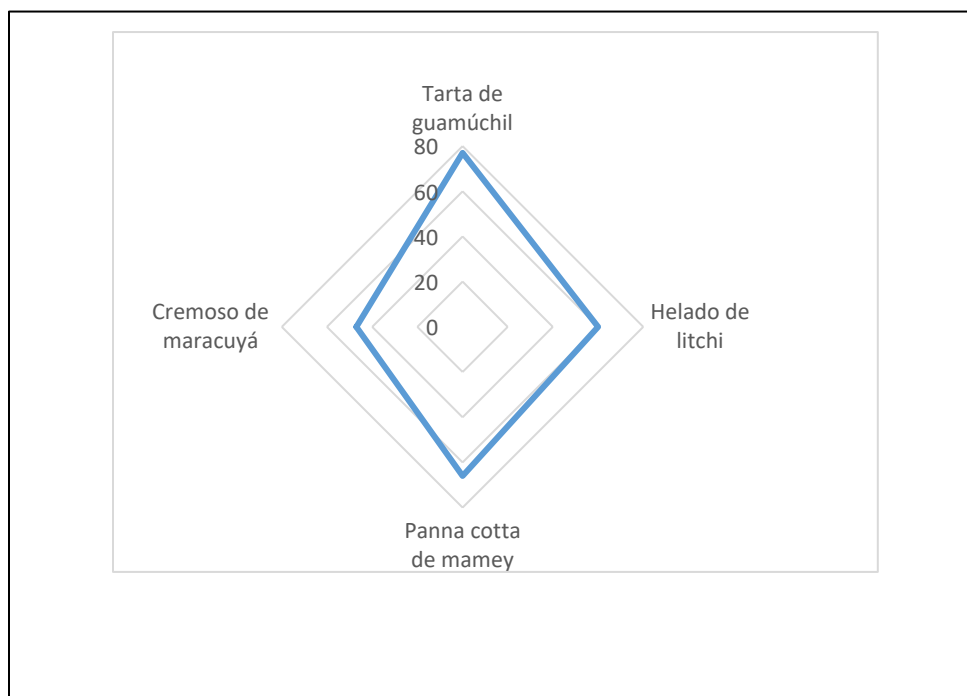 Tarta de
guamúchil
80
60
40
20
0
Cremoso de
maracuyá
Helado de
litchi
Panna cotta
de mamey